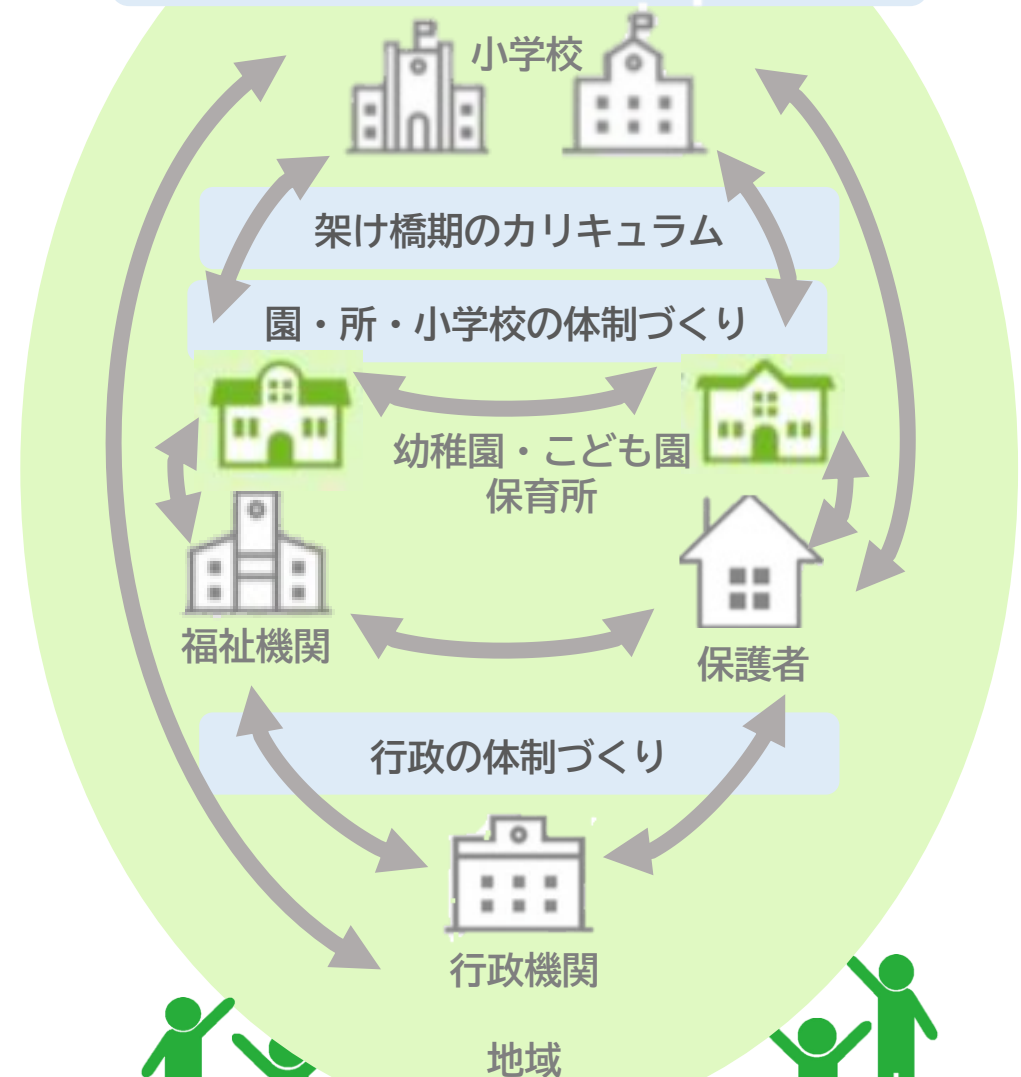 小学校
架け橋期のカリキュラム
園・所・小学校の体制づくり
幼稚園・こども園
保育所
福祉機関
保護者
行政の体制づくり
行政機関
地域